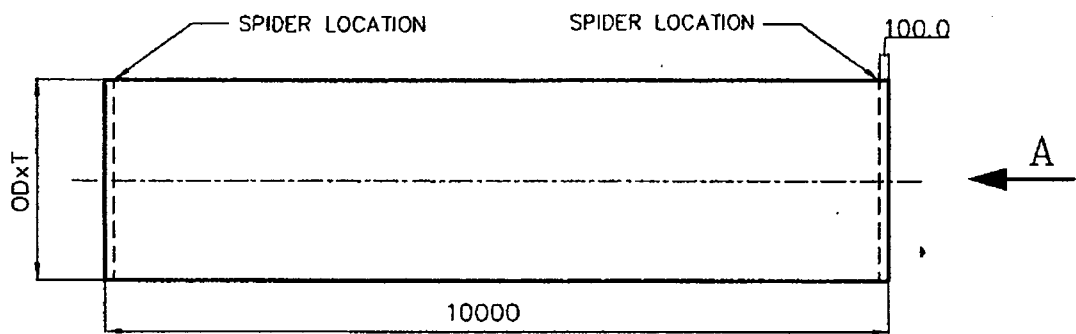 SPIDER LOCATION
SPIDER LOCATION
100.0
A
ODxT
10000